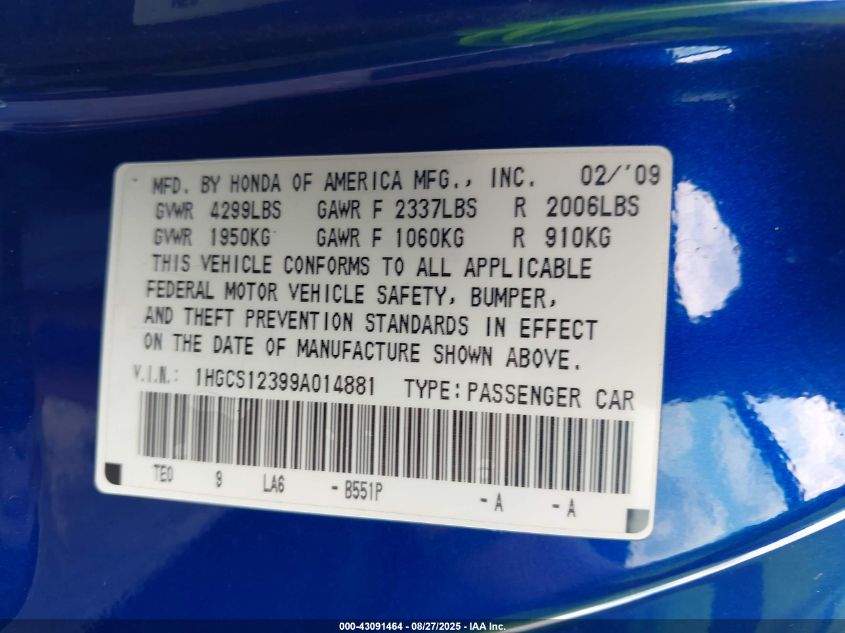 MFD. BY HONDA OF AMERICA MFG., INC. 02/'09
GVWR 4299LBS GAWR F 2337LBS R 2006LBS
GVWR 1950KG GAWR F 1060KG R 910KG
THIS VEHICLE CONFORMS TO ALL APPLICABLE
FEDERAL MOTOR VEHICLE SAFETY, BUMPER,
AND THEFT PREVENTION STANDARDS IN EFFECT
ON THE DATE OF MANUFACTURE SHOWN ABOVE.
V.I.N.: 1HGCS12399A014881 TYPE:PASSENGER CAR
TE0 9 LA6 -B551P -A -A
000-43091464 - 08/27/2025 - IAA Inc.